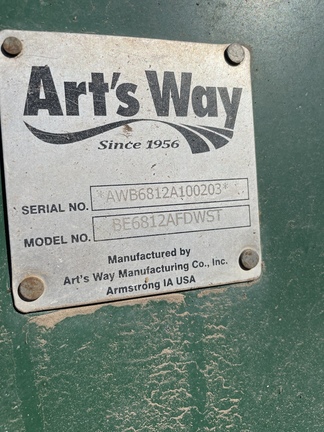 Art's Way
Since 1956
SERIAL NO. *AWB6812A100203*
MODEL NO. BE6812AFDWST
Manufactured by
Art's Way Manufacturing Co., Inc.
Armstrong IA USA